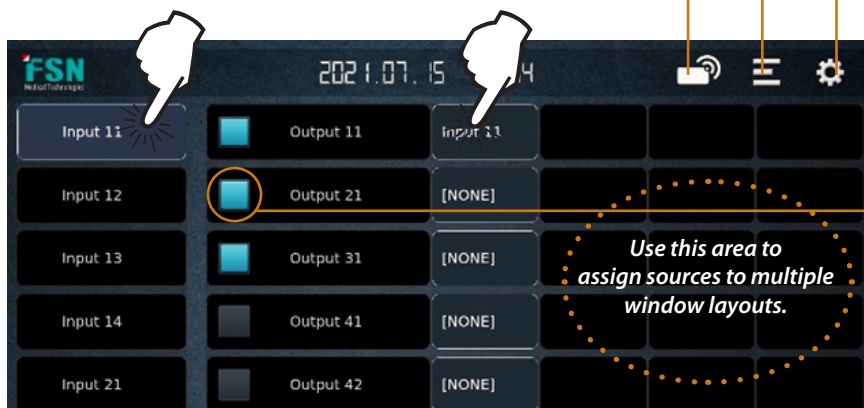 FSN
Medical Technologies
2021.07.15
Input 11
Output 11
Input 11
Input 12
Output 21
[NONE]
Input 13
Output 31
[NONE]
Input 14
Output 41
[NONE]
Input 21
Output 42
[NONE]
Use this area to
assign sources to multiple
window layouts.